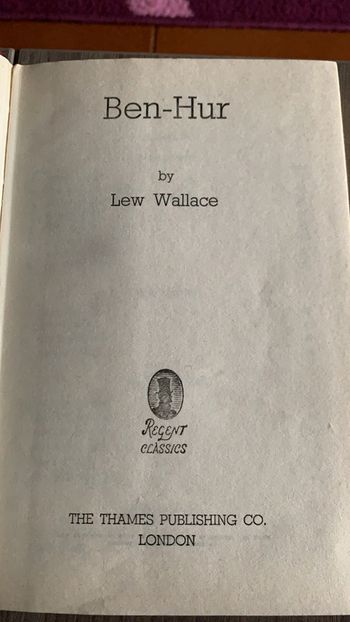 Ben-Hur
by
Lew Wallace
REGENT
CLASSICS
THE THAMES PUBLISHING CO.
LONDON